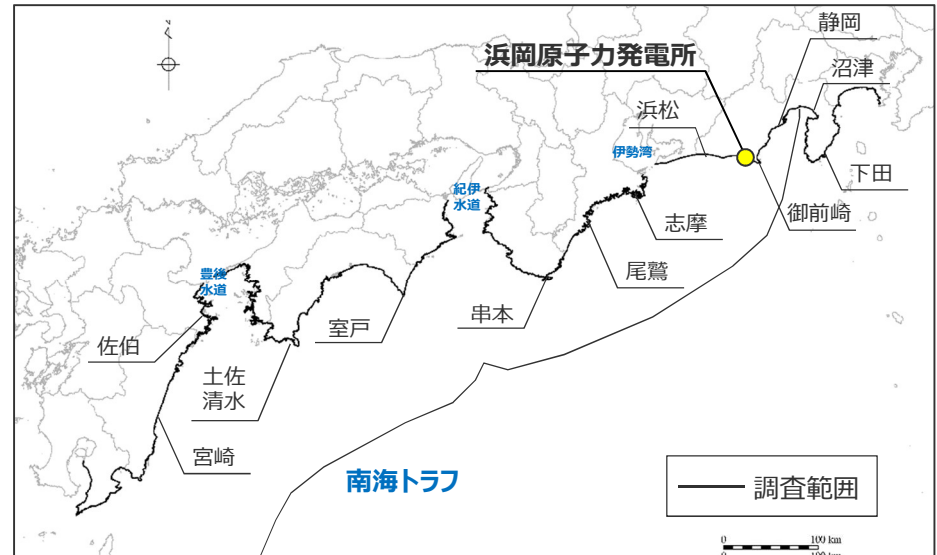 静岡
浜岡原子力発電所
沼津
浜松
伊勢湾
下田
紀伊
水道
志摩
御前崎
尾鷲
豊後
水道
串本
室戸
佐伯
土佐
清水
宮崎
南海トラフ
調査範囲
0 100 km
0 100 km